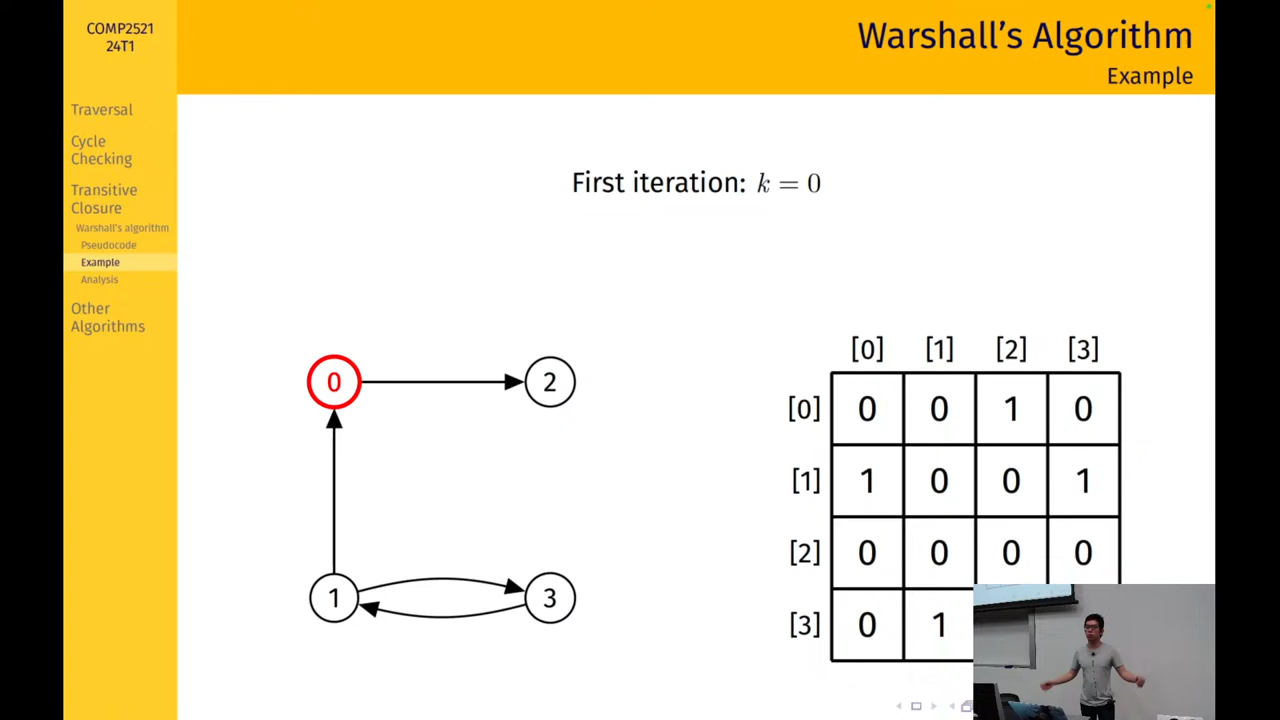 COMP2521
24T1
Warshall's Algorithm
Example
Traversal
Cycle
Checking
Transitive
Closure
Warshall's algorithm
Pseudocode
Example
Analysis
Other
Algorithms
First iteration: k = 0
0
2
1
3
[0] [1] [2] [3]
[0] 0 0 1 0
[1] 1 0 0 1
[2] 0 0 0 0
[3] 0 1